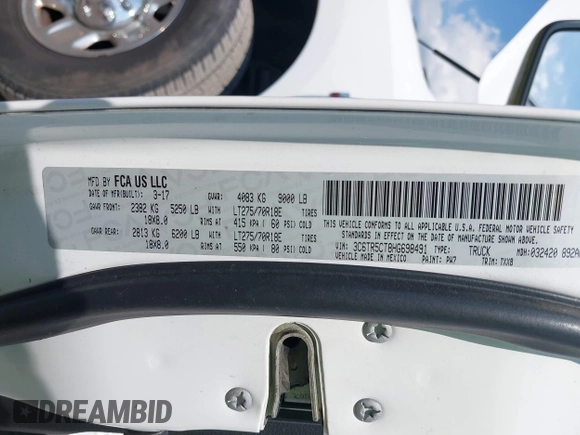 MFD BY FCA US LLC
DATE OF MFR(BUILT): 3-17 GVWR: 4083 KG 9000 LB
GAWR FRONT: 2382 KG 5250 LB WITH LT275/70R18E TIRES
18X8.0 RIMS AT 415 KPA( 60 PSI) COLD
GAWR REAR: 2813 KG 6200 LB WITH LT275/70R18E TIRES
18X8.0 RIMS AT 550 KPA( 80 PSI) COLD
THIS VEHICLE CONFORMS TO ALL APPLICABLE U.S.A. FEDERAL MOTOR VEHICLE SAFETY
STANDARDS IN EFFECT ON THE DATE OF MANUFACTURE SHOWN ABOVE.
VIN: 3C6TR5CT8HG698491 TYPE: TRUCK MDH:032420 892A
VEHICLE MADE IN MEXICO PAINT: PW7 TRIM:TXX8
DREAMBID